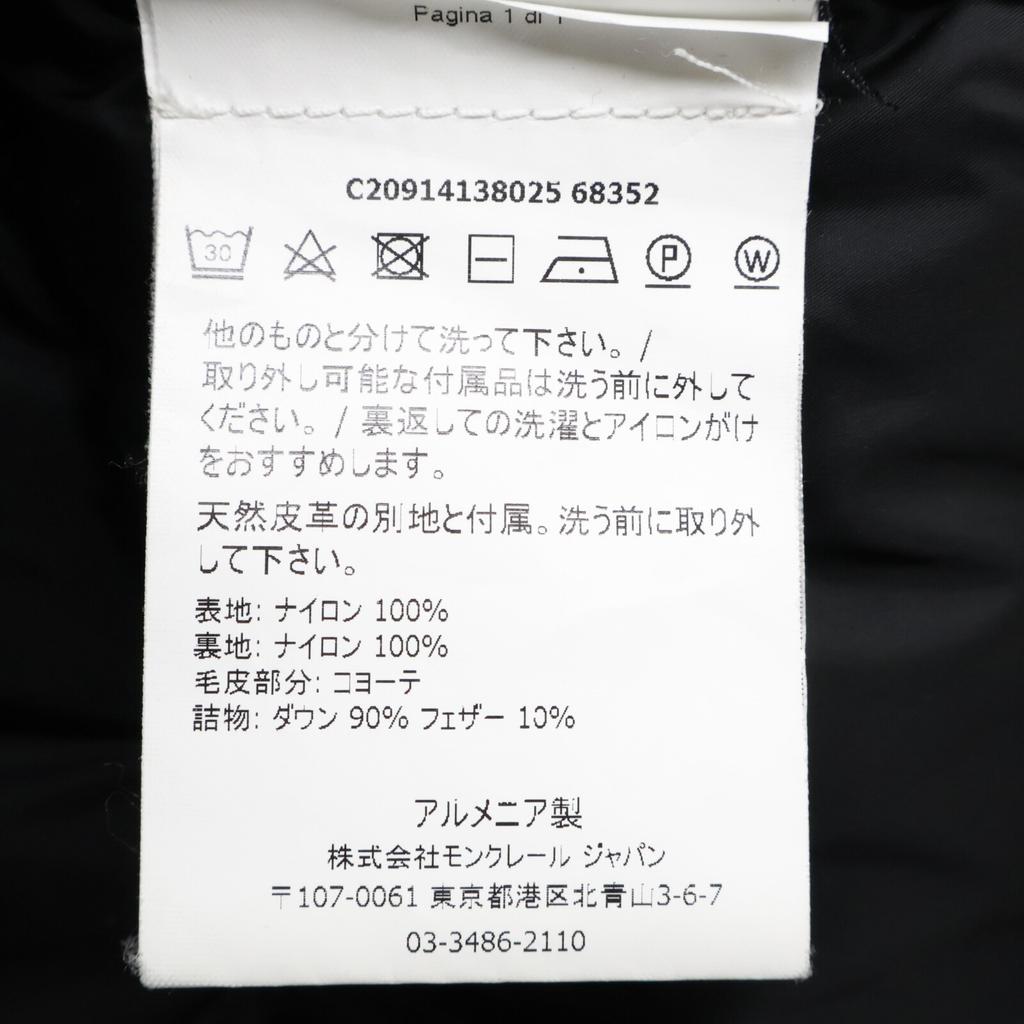 Pagina 1 di 1
C20914138025 68352
30
P
W
他のものと分けて洗って下さい。/
取り外し可能な付属品は洗う前に外して
ください。/ 裏返しての洗濯とアイロンがけ
をおすすめします。
天然皮革の別地と付属。洗う前に取り外
して下さい。
表地: ナイロン 100%
裏地: ナイロン 100%
毛皮部分: コヨーテ
詰物: ダウン 90% フェザー 10%
アルメニア製
株式会社モンクレール ジャパン
〒107-0061 東京都港区北青山3-6-7
03-3486-2110